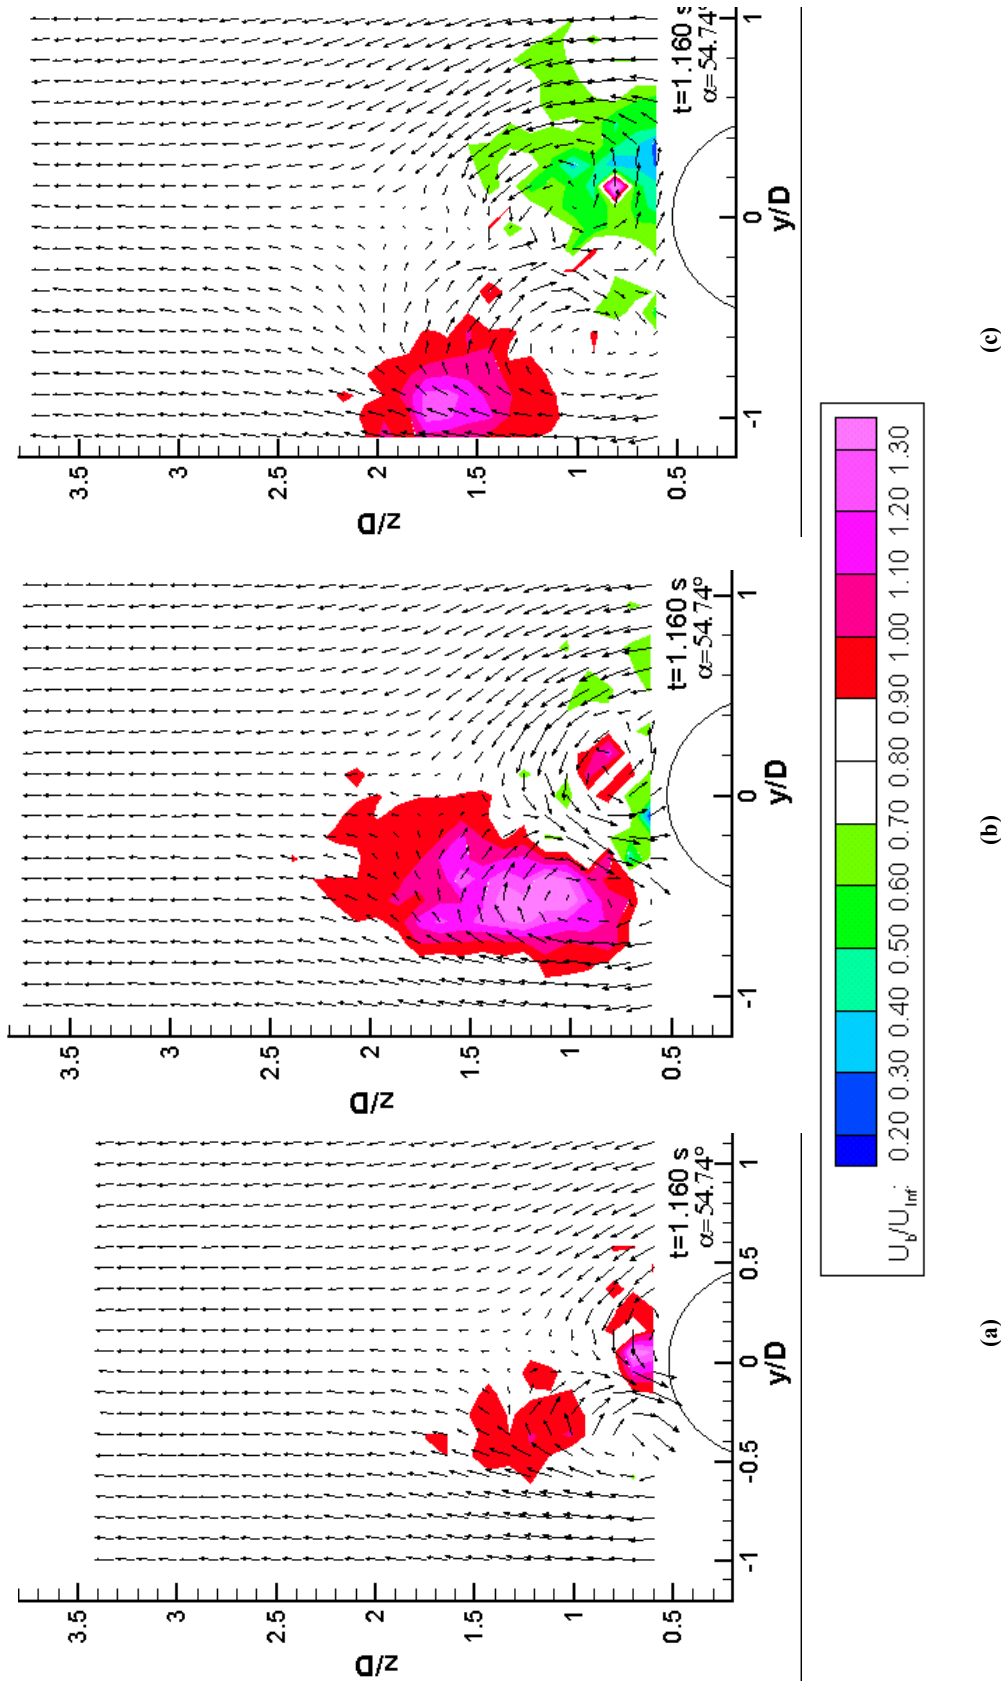 z/D
3.5
3
2.5
2
1.5
1
0.5
t=1.160 s
α=54.74°
-1 -0.5 0 0.5 1
y/D
z/D
3.5
3
2.5
2
1.5
1
0.5
t=1.160 s
α=54.74°
-1 0 1
y/D
z/D
3.5
3
2.5
2
1.5
1
0.5
t=1.160 s
α=54.74°
-1 0 1
y/D
U_b/U_Inf: 0.20 0.30 0.40 0.50 0.60 0.70 0.80 0.90 1.00 1.10 1.20 1.30
(a) (b) (c)